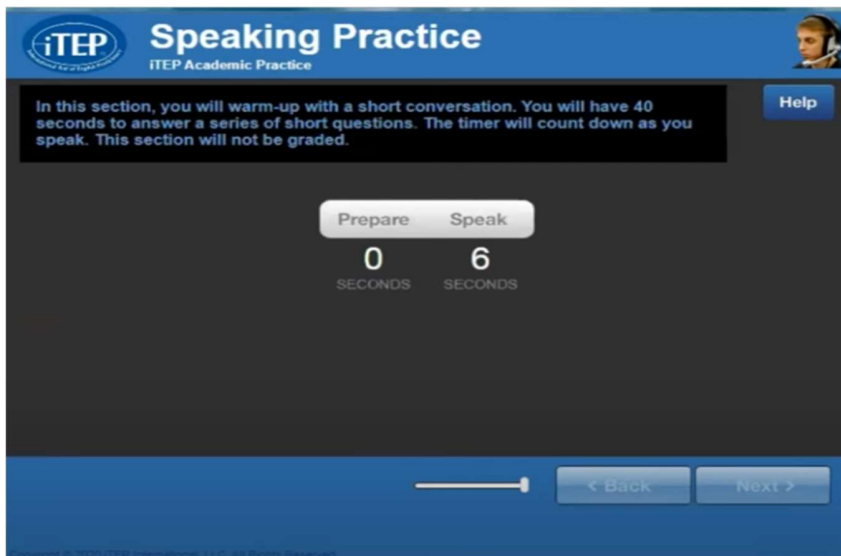 iTEP
Speaking Practice
iTEP Academic Practice
In this section, you will warm-up with a short conversation. You will have 40
seconds to answer a series of short questions. The timer will count down as you
speak. This section will not be graded.
Help
Prepare Speak
0 6
SECONDS SECONDS
< Back Next >